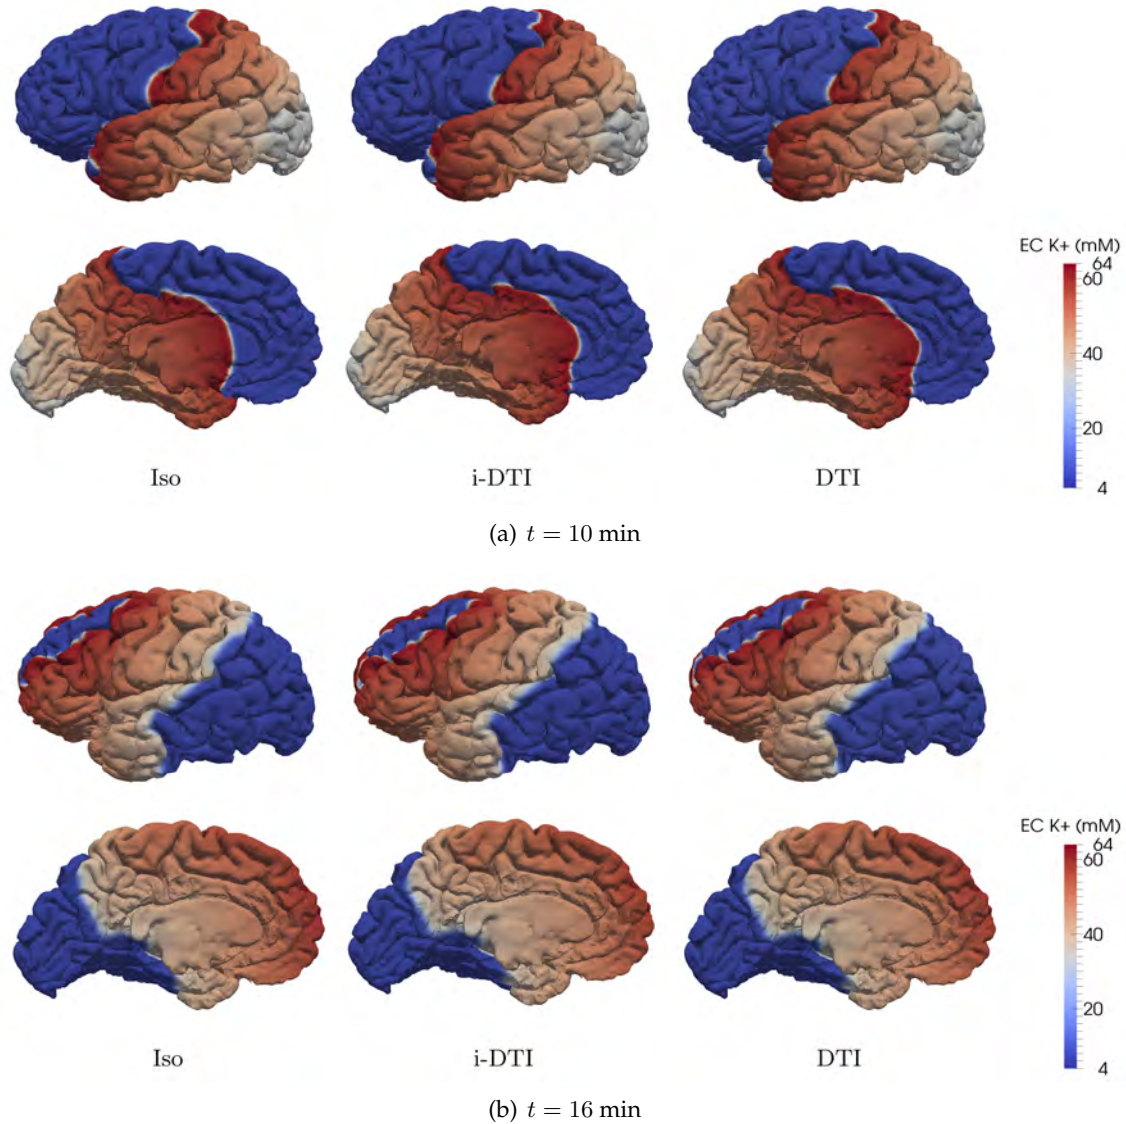 EC K+ (mM)
64
60
40
20
4
Iso i-DTI DTI
(a) t = 10 min
EC K+ (mM)
64
60
40
20
4
Iso i-DTI DTI
(b) t = 16 min